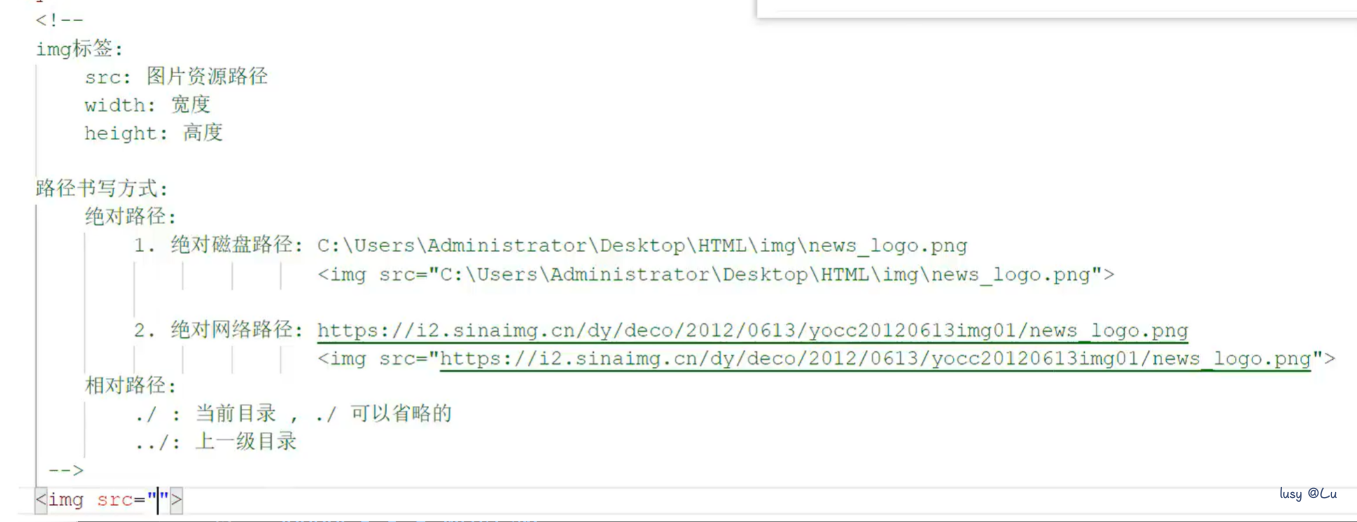 <!--
img标签:
src: 图片资源路径
width: 宽度
height: 高度
路径书写方式:
绝对路径:
1. 绝对磁盘路径: C:\Users\Administrator\Desktop\HTML\img\news_logo.png
<img src="C:\Users\Administrator\Desktop\HTML\img\news_logo.png">
2. 绝对网络路径: https://i2.sinaimg.cn/dy/deco/2012/0613/yocc20120613img01/news_logo.png
<img src="https://i2.sinaimg.cn/dy/deco/2012/0613/yocc20120613img01/news_logo.png">
相对路径:
./ : 当前目录 , ./ 可以省略的
../: 上一级目录
-->
<img src="">
lusy @Lu